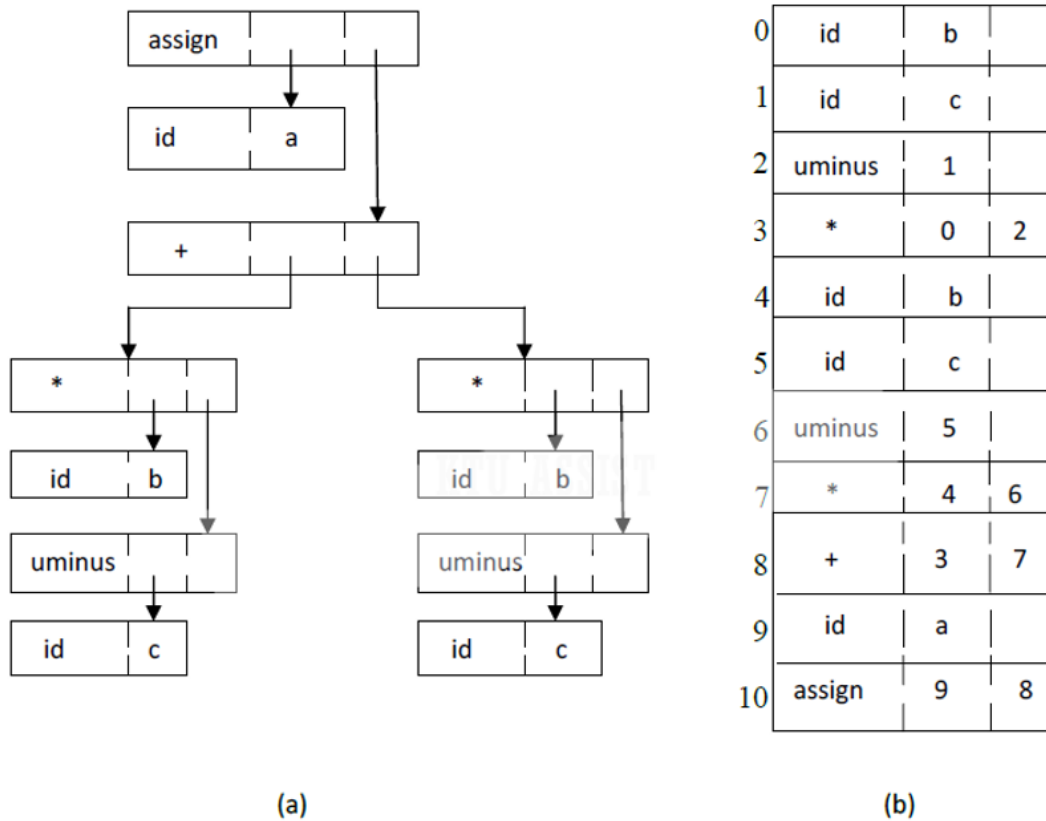 assign
id a
+
* *
id b id b
uminus uminus
id c id c
(a)
0 id b
1 id c
2 uminus 1
3 * 0 2
4 id b
5 id c
6 uminus 5
7 * 4 6
8 + 3 7
9 id a
10 assign 9 8
(b)